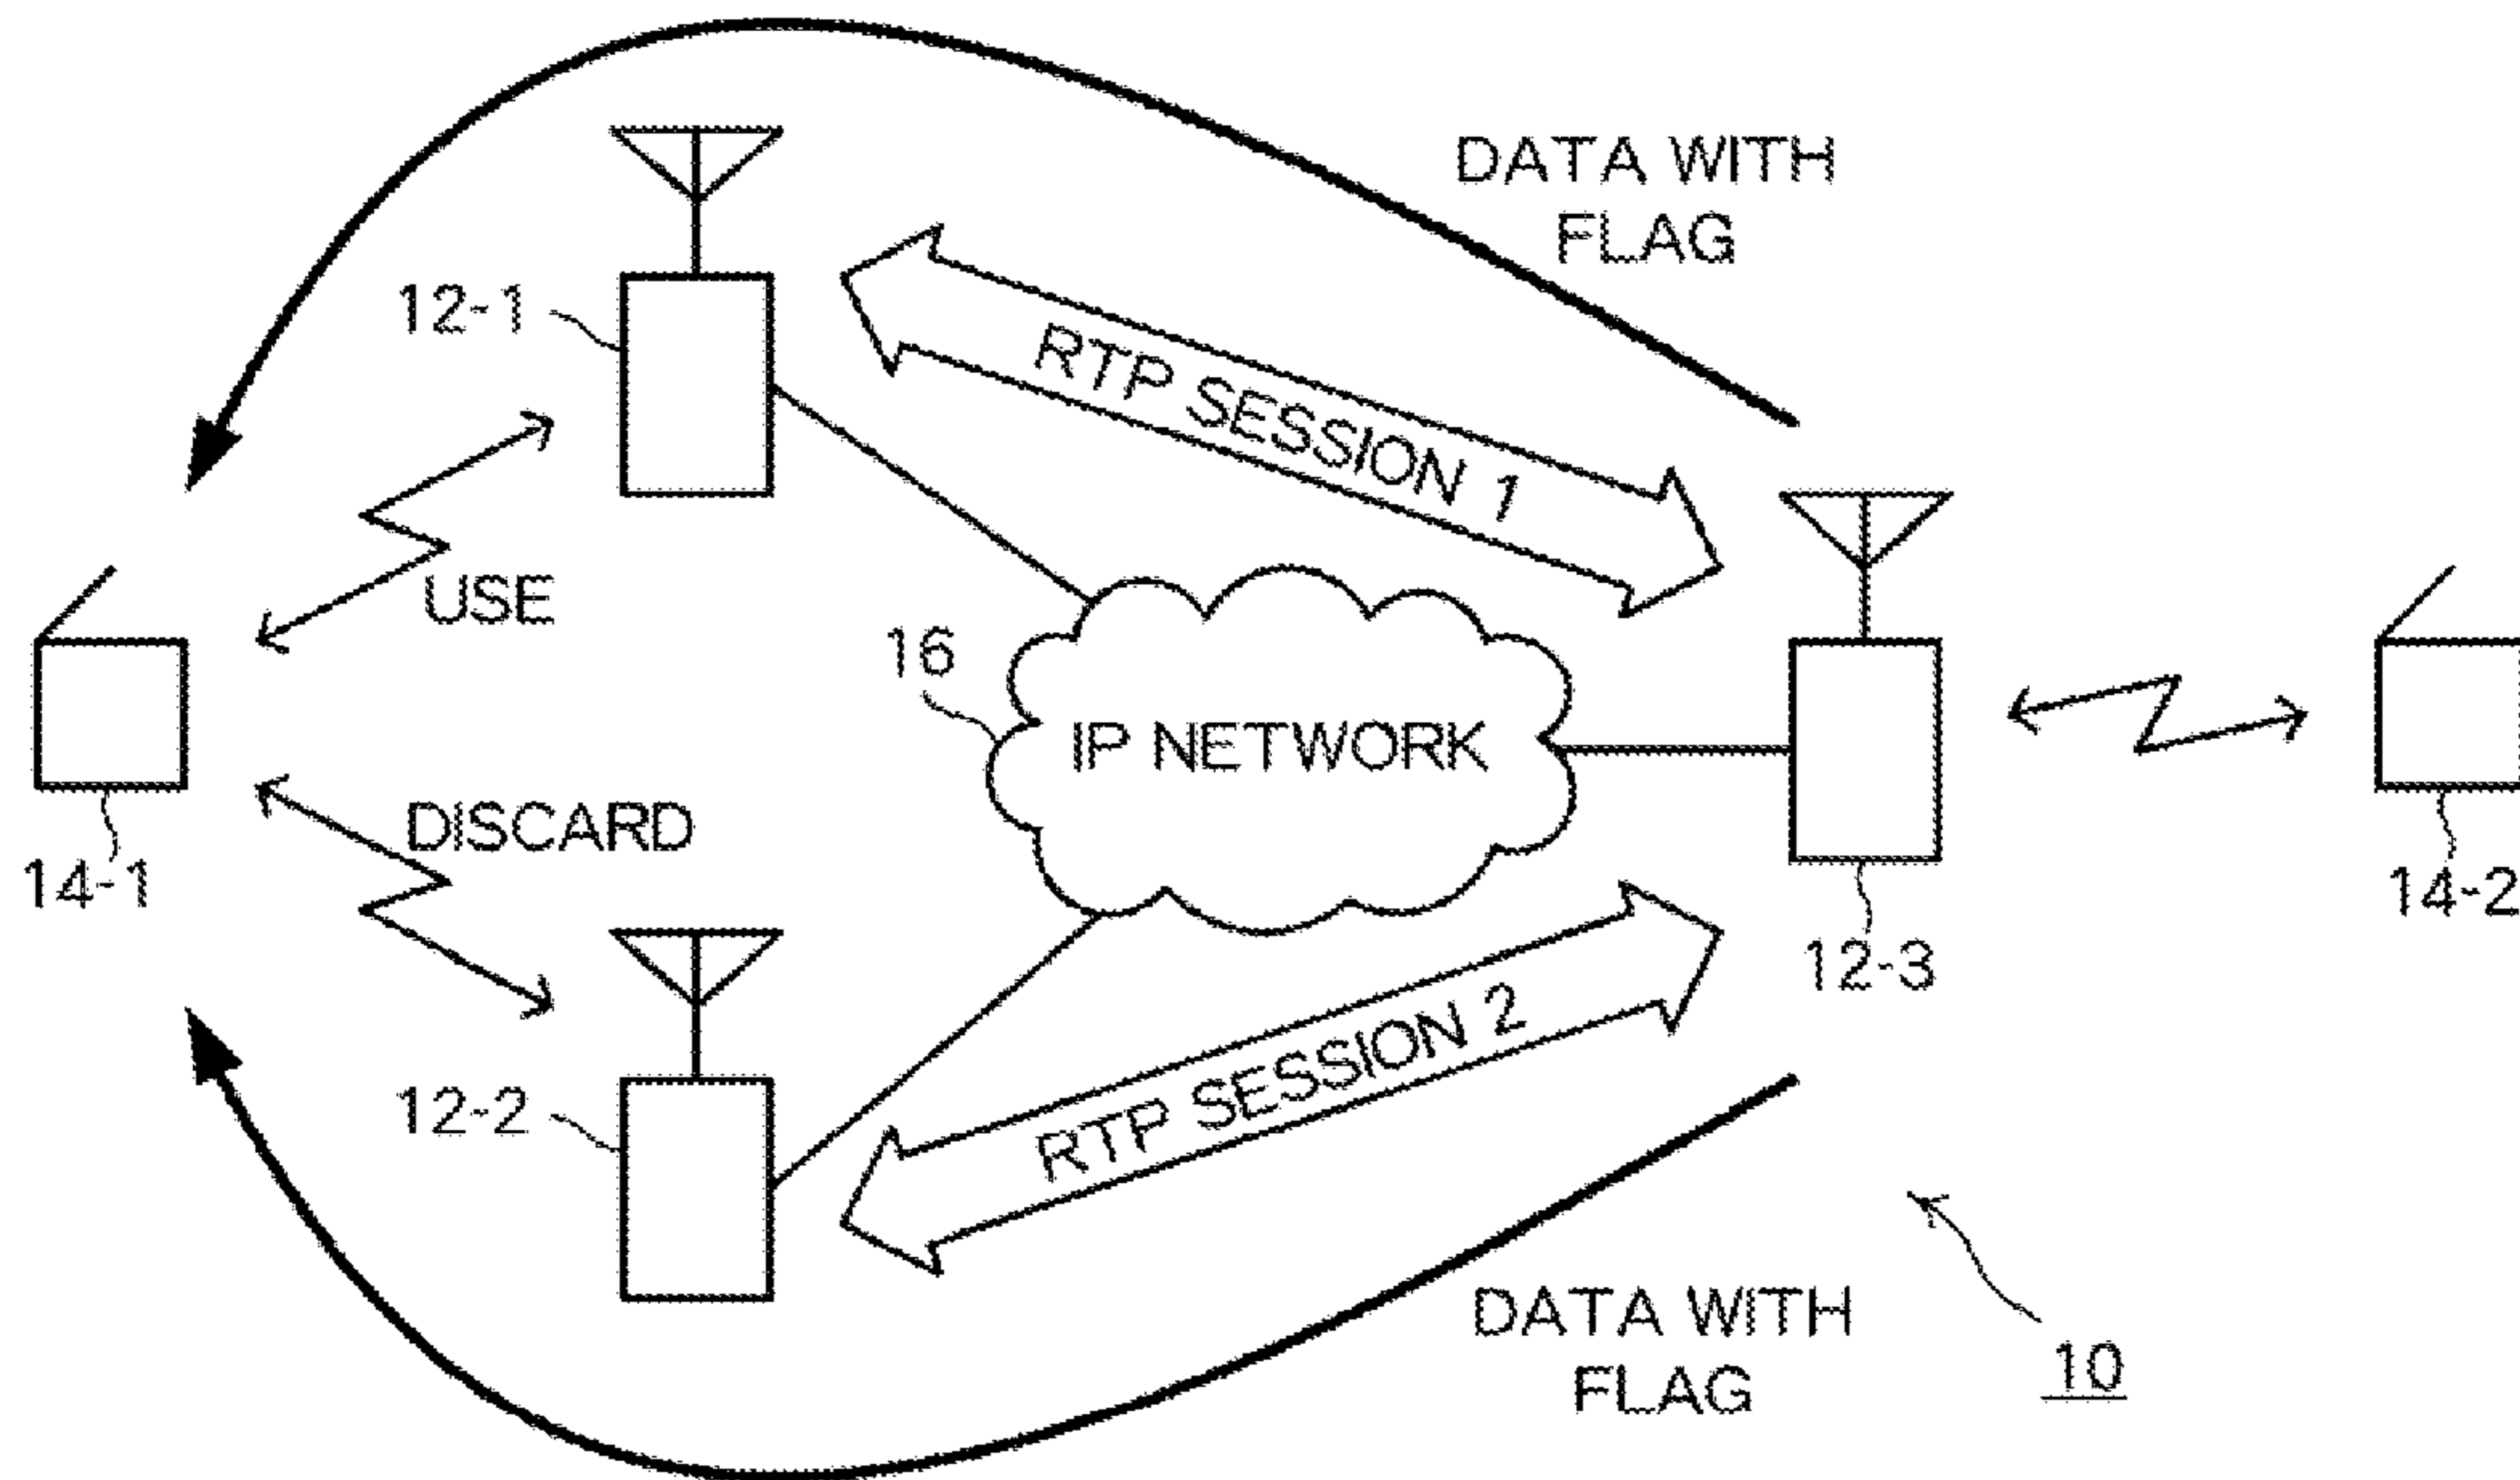 DATA WITH
FLAG
12-1
RTP SESSION 1
USE
16
IP NETWORK
DISCARD
14-1
14-2
12-3
12-2
RTP SESSION 2
DATA WITH
FLAG
10